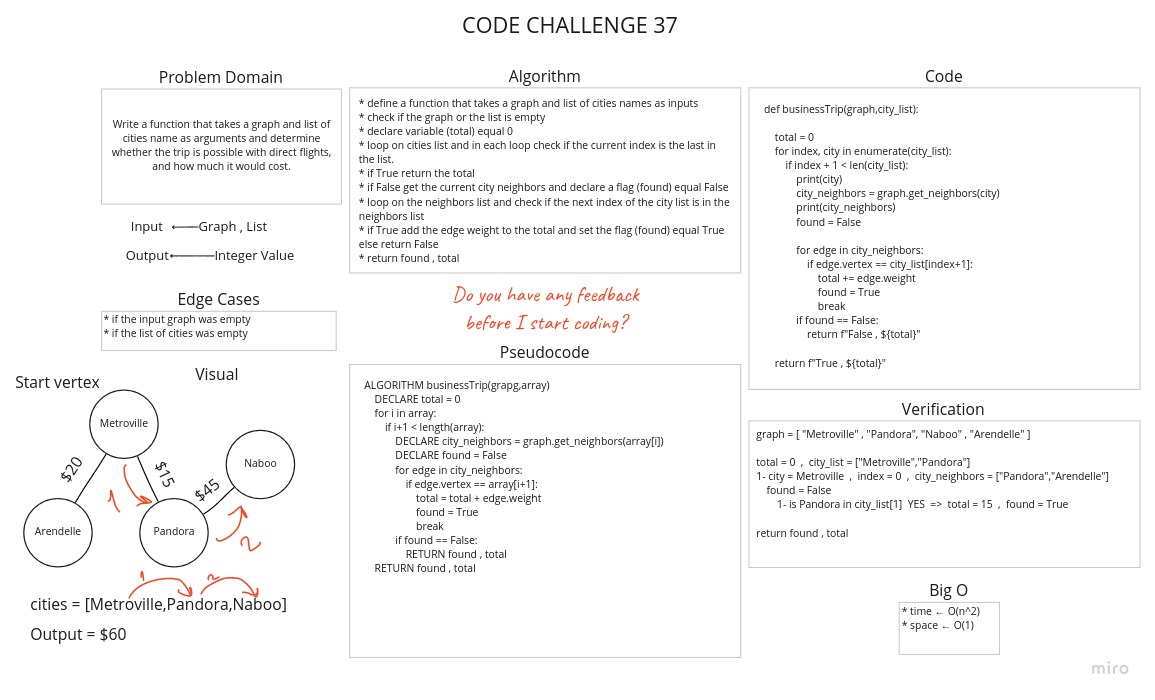 CODE CHALLENGE 37
Problem Domain
Write a function that takes a graph and list of
cities name as arguments and determine
whether the trip is possible with direct flights,
and how much it would cost.
Input ⟵ Graph , List
Output ⟵ Integer Value
Edge Cases
* if the input graph was empty
* if the list of cities was empty
Visual
Start vertex
Metroville
$20
$15
Naboo
$45
1
Arendelle
Pandora
2
1
2
cities = [Metroville,Pandora,Naboo]
Output = $60
Algorithm
* define a function that takes a graph and list of cities names as inputs
* check if the graph or the list is empty
* declare variable (total) equal 0
* loop on cities list and in each loop check if the current index is the last in
the list.
* if True return the total
* if False get the current city neighbors and declare a flag (found) equal False
* loop on the neighbors list and check if the next index of the city list is in the
neighbors list
* if True add the edge weight to the total and set the flag (found) equal True
else return False
* return found , total
Do you have any feedback
before I start coding?
Pseudocode
ALGORITHM businessTrip(grapg,array)
DECLARE total = 0
for i in array:
if i+1 < length(array):
DECLARE city_neighbors = graph.get_neighbors(array[i])
DECLARE found = False
for edge in city_neighbors:
if edge.vertex == array[i+1]:
total = total + edge.weight
found = True
break
if found == False:
RETURN found , total
RETURN found , total
Code
def businessTrip(graph,city_list):
total = 0
for index, city in enumerate(city_list):
if index + 1 < len(city_list):
print(city)
city_neighbors = graph.get_neighbors(city)
print(city_neighbors)
found = False
for edge in city_neighbors:
if edge.vertex == city_list[index+1]:
total += edge.weight
found = True
break
if found == False:
return f"False , ${total}"
return f"True , ${total}"
Verification
graph = [ "Metroville" , "Pandora", "Naboo" , "Arendelle" ]
total = 0 , city_list = ["Metroville","Pandora"]
1- city = Metroville , index = 0 , city_neighbors = ["Pandora","Arendelle"]
found = False
1- is Pandora in city_list[1] YES => total = 15 , found = True
return found , total
Big O
* time ← O(n^2)
* space ← O(1)
miro